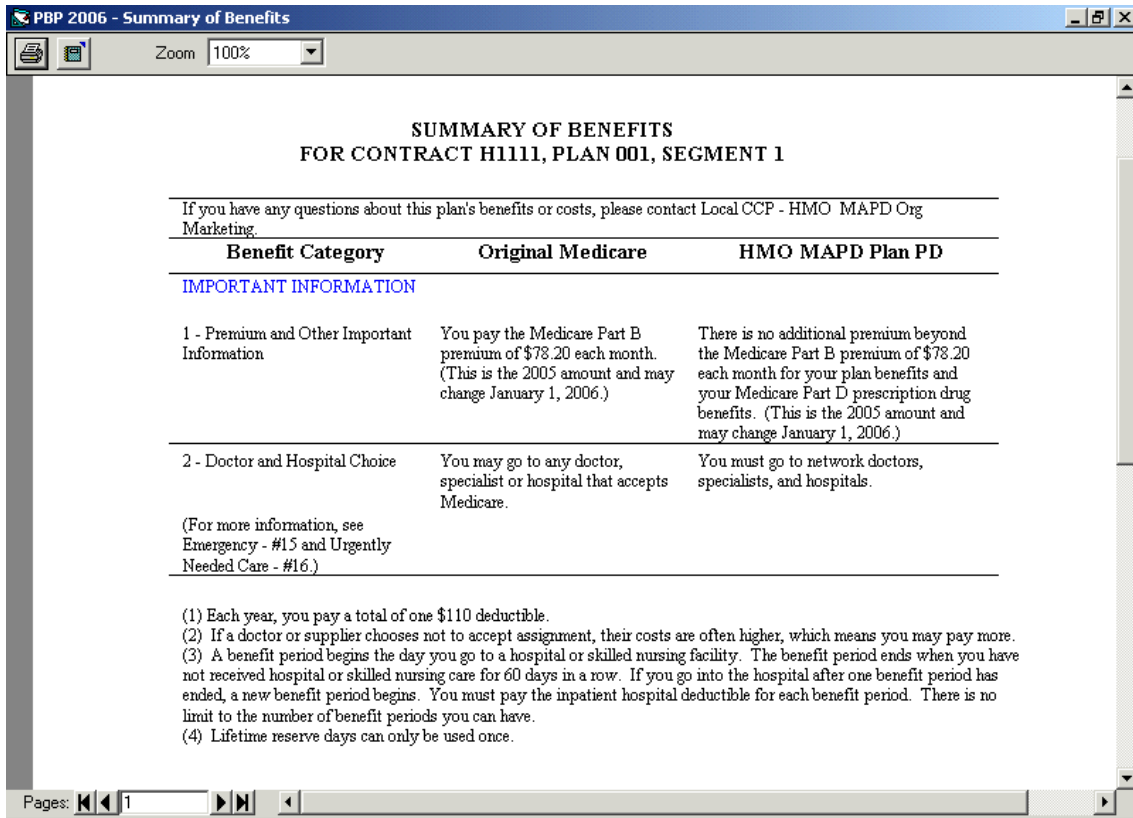 PBP 2006 - Summary of Benefits
Zoom 100%
SUMMARY OF BENEFITS
FOR CONTRACT H1111, PLAN 001, SEGMENT 1
If you have any questions about this plan's benefits or costs, please contact Local CCP - HMO MAPD Org
Marketing.
Benefit Category Original Medicare HMO MAPD Plan PD
IMPORTANT INFORMATION
1 - Premium and Other Important
Information
You pay the Medicare Part B
premium of $78.20 each month.
(This is the 2005 amount and may
change January 1, 2006.)
There is no additional premium beyond
the Medicare Part B premium of $78.20
each month for your plan benefits and
your Medicare Part D prescription drug
benefits. (This is the 2005 amount and
may change January 1, 2006.)
2 - Doctor and Hospital Choice
(For more information, see
Emergency - #15 and Urgently
Needed Care - #16.)
You may go to any doctor,
specialist or hospital that accepts
Medicare.
You must go to network doctors,
specialists, and hospitals.
(1) Each year, you pay a total of one $110 deductible.
(2) If a doctor or supplier chooses not to accept assignment, their costs are often higher, which means you may pay more.
(3) A benefit period begins the day you go to a hospital or skilled nursing facility. The benefit period ends when you have
not received hospital or skilled nursing care for 60 days in a row. If you go into the hospital after one benefit period has
ended, a new benefit period begins. You must pay the inpatient hospital deductible for each benefit period. There is no
limit to the number of benefit periods you can have.
(4) Lifetime reserve days can only be used once.
Pages: 1